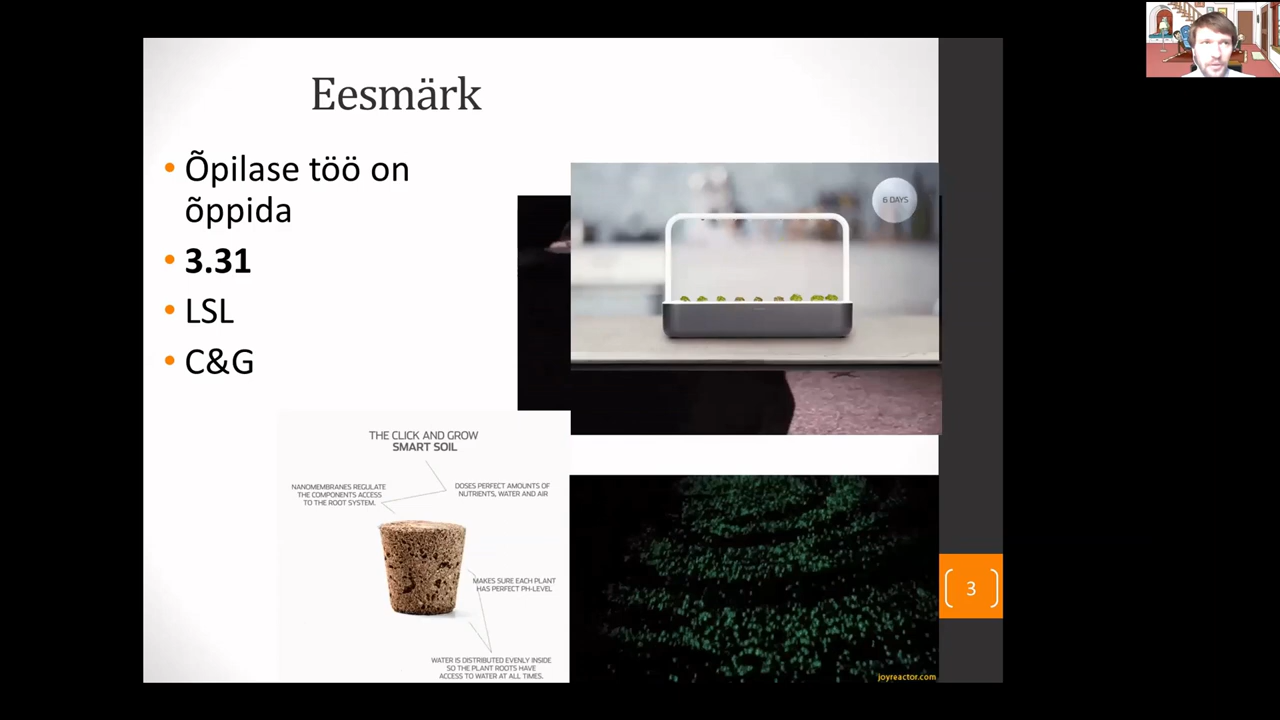 Eesmärk
Õpilase töö on
õppida
3.31
LSL
C&G
6 DAYS
THE CLICK AND GROW
SMART SOIL
NANOMEMBRANES REGULATE
THE COMPONENTS ACCESS
TO THE ROOT SYSTEM.
DOSES PERFECT AMOUNTS OF
NUTRIENTS, WATER AND AIR
MAKES SURE EACH PLANT
HAS PERFECT PH-LEVEL
WATER IS DISTRIBUTED EVENLY INSIDE
SO THE PLANT ROOTS HAVE
ACCESS TO WATER AT ALL TIMES.
3
joyreactor.com